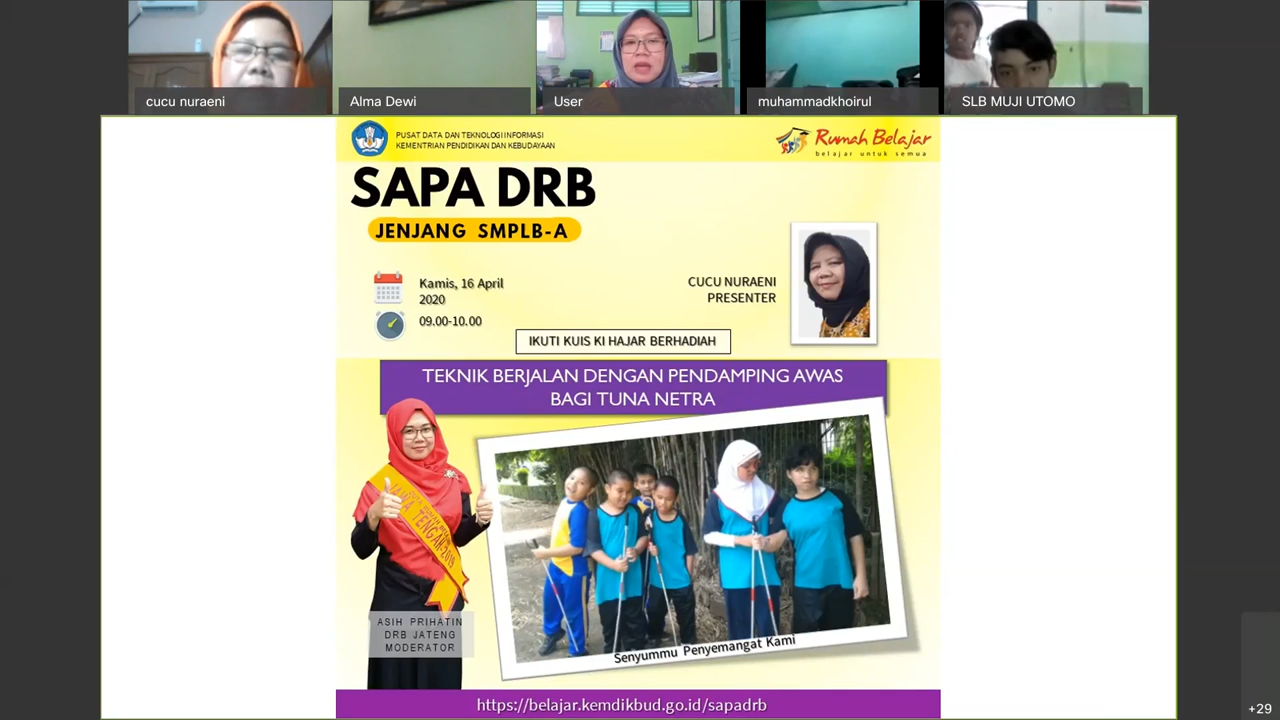 cucu nuraeni
Alma Dewi
User
muhammadkhoirul
SLB MUJI UTOMO
PUSAT DATA DAN TEKNOLOGI INFORMASI
KEMENTRIAN PENDIDIKAN DAN KEBUDAYAAN
Rumah Belajar
belajar untuk semua
SAPA DRB
JENJANG SMPLB-A
Kamis, 16 April
2020
09.00-10.00
CUCU NURAENI
PRESENTER
IKUTI KUIS KI HAJAR BERHADIAH
TEKNIK BERJALAN DENGAN PENDAMPING AWAS
BAGI TUNA NETRA
TENGAH 2019
Senyummu Penyemangat Kami
ASIH PRIHATIN
DRB JATENG
MODERATOR
https://belajar.kemdikbud.go.id/sapadrb
+29